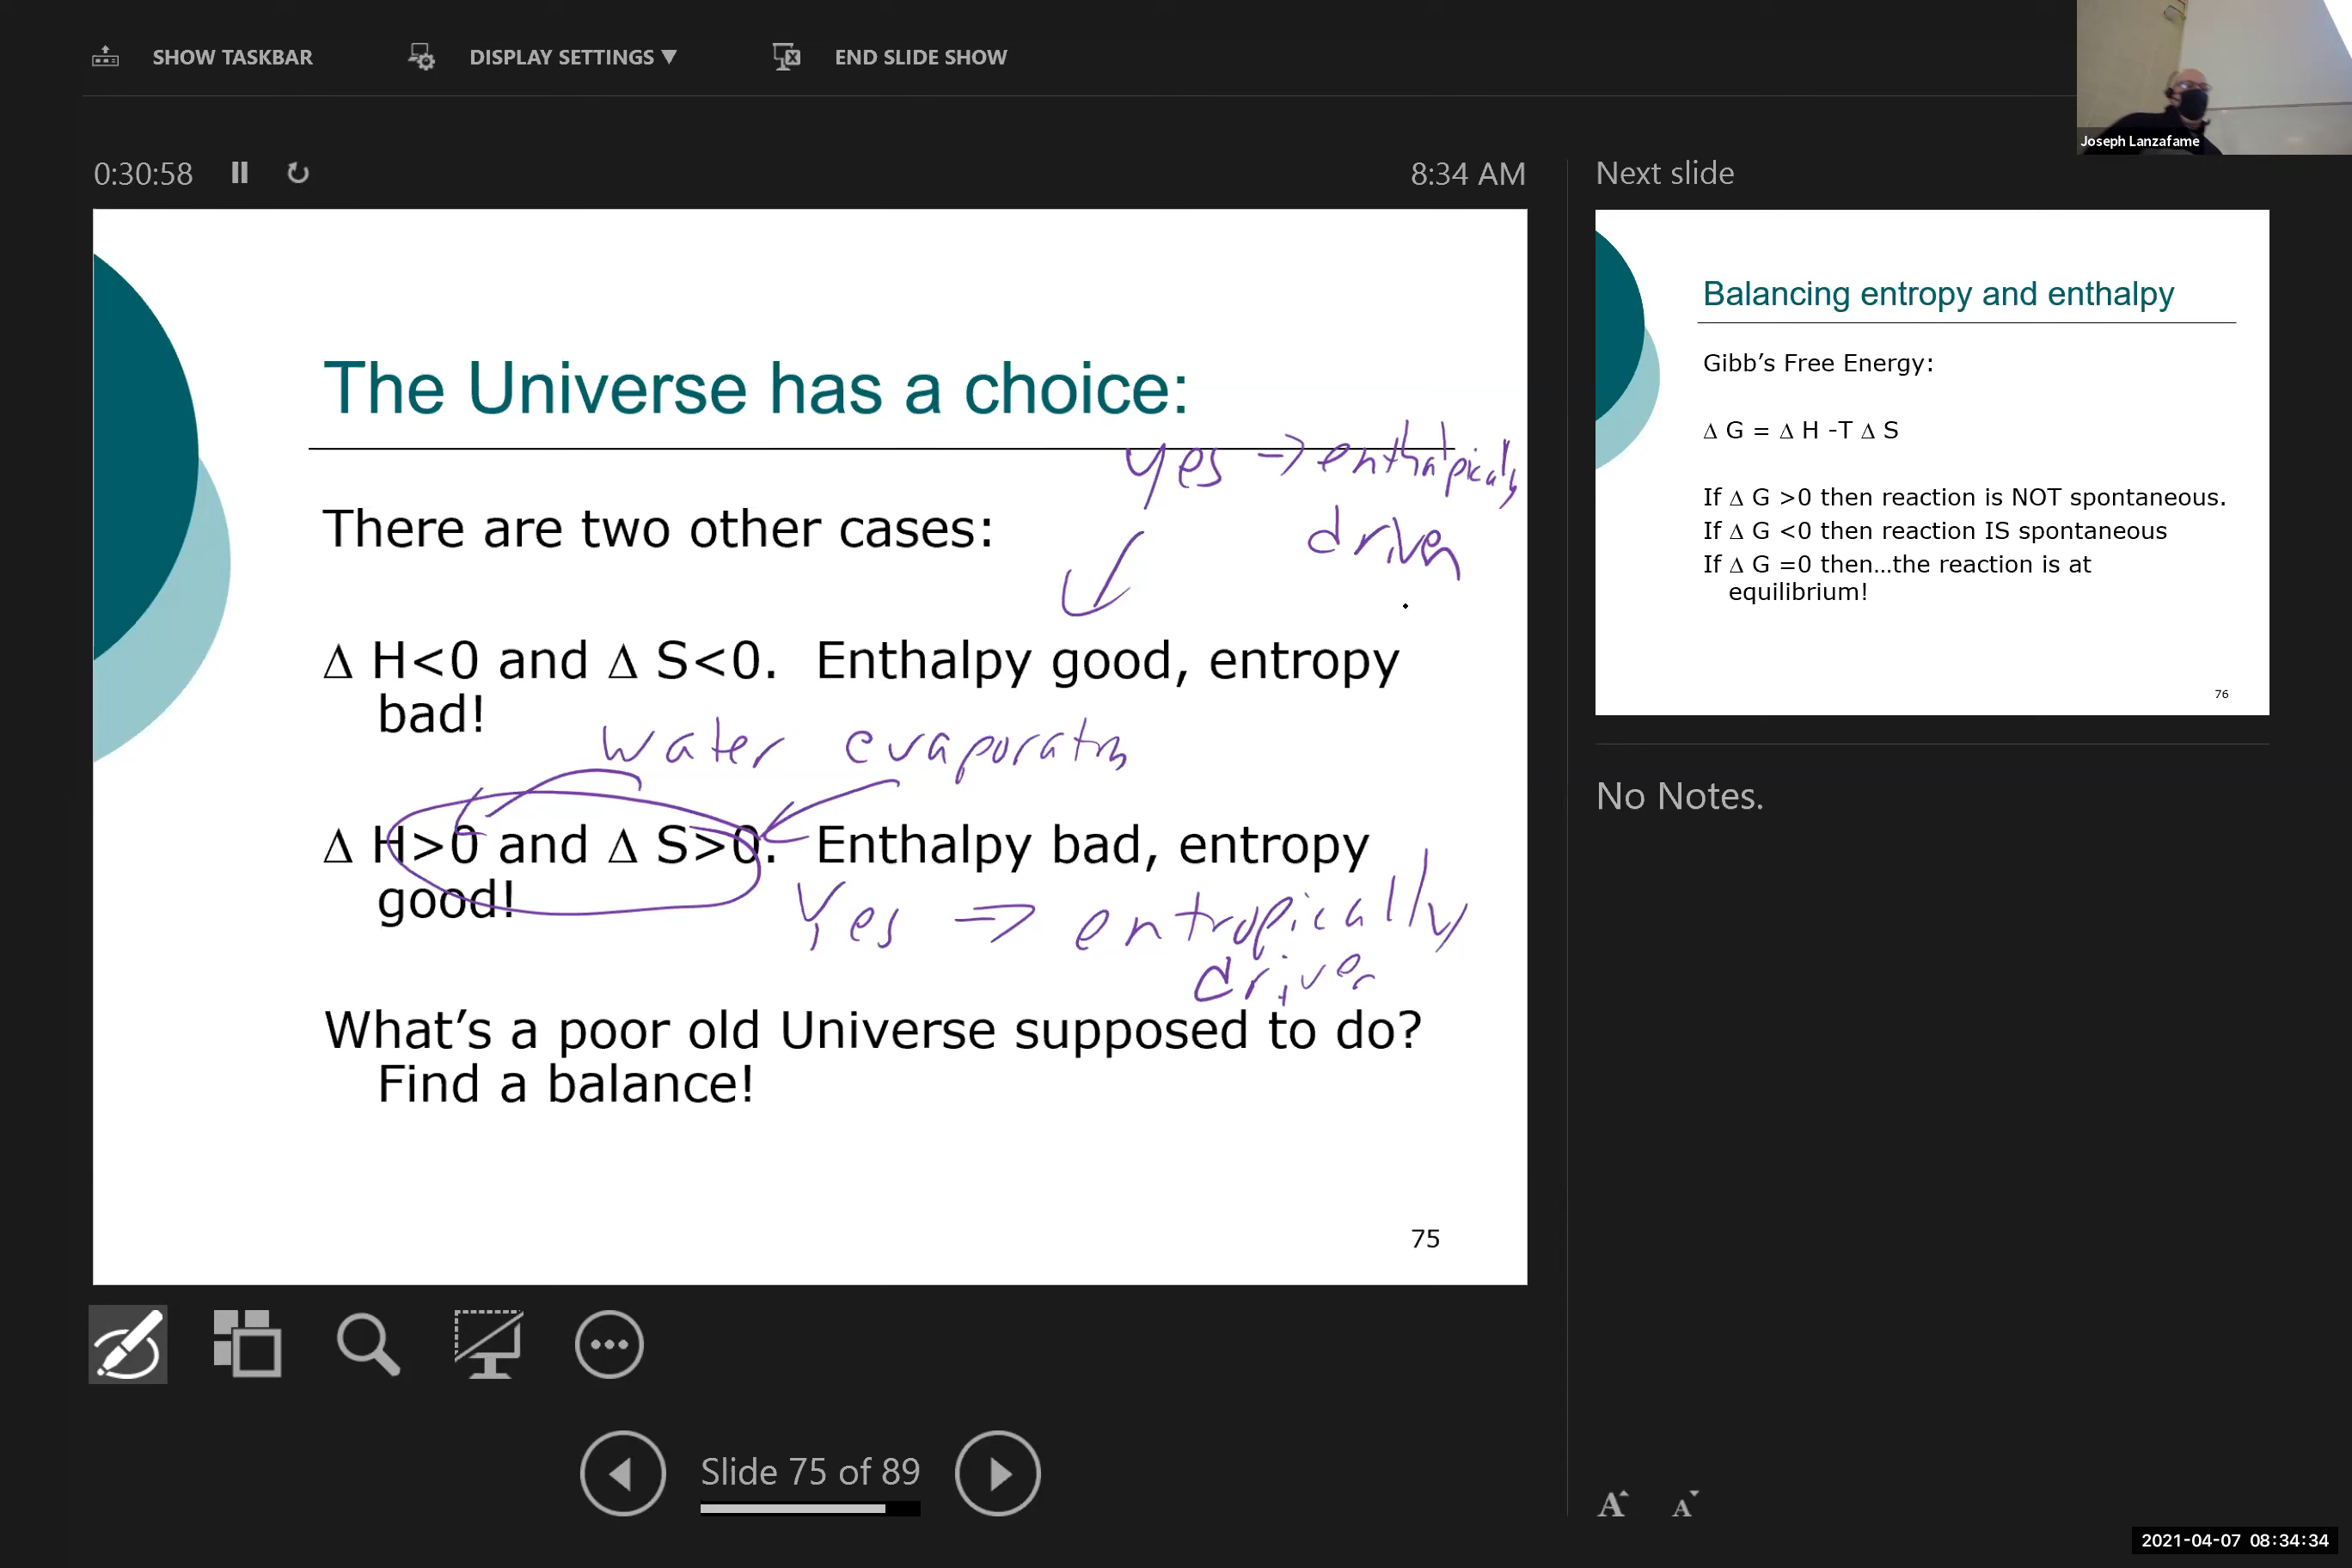 SHOW TASKBAR
DISPLAY SETTINGS ▼
END SLIDE SHOW
Joseph Lanzafame
0:30:58
8:34 AM
Next slide
The Universe has a choice:
yes → enthalpically
driven
There are two other cases:
Δ H<0 and Δ S<0. Enthalpy good, entropy
bad!
water evaporates
Δ H>0 and Δ S>0. Enthalpy bad, entropy
good!
Yes ⇒ entropically
driven
What's a poor old Universe supposed to do?
Find a balance!
75
Balancing entropy and enthalpy
Gibb's Free Energy:
Δ G = Δ H -T Δ S
If Δ G >0 then reaction is NOT spontaneous.
If Δ G <0 then reaction IS spontaneous
If Δ G =0 then...the reaction is at
equilibrium!
76
No Notes.
Slide 75 of 89
A A
2021-04-07 08:34:34